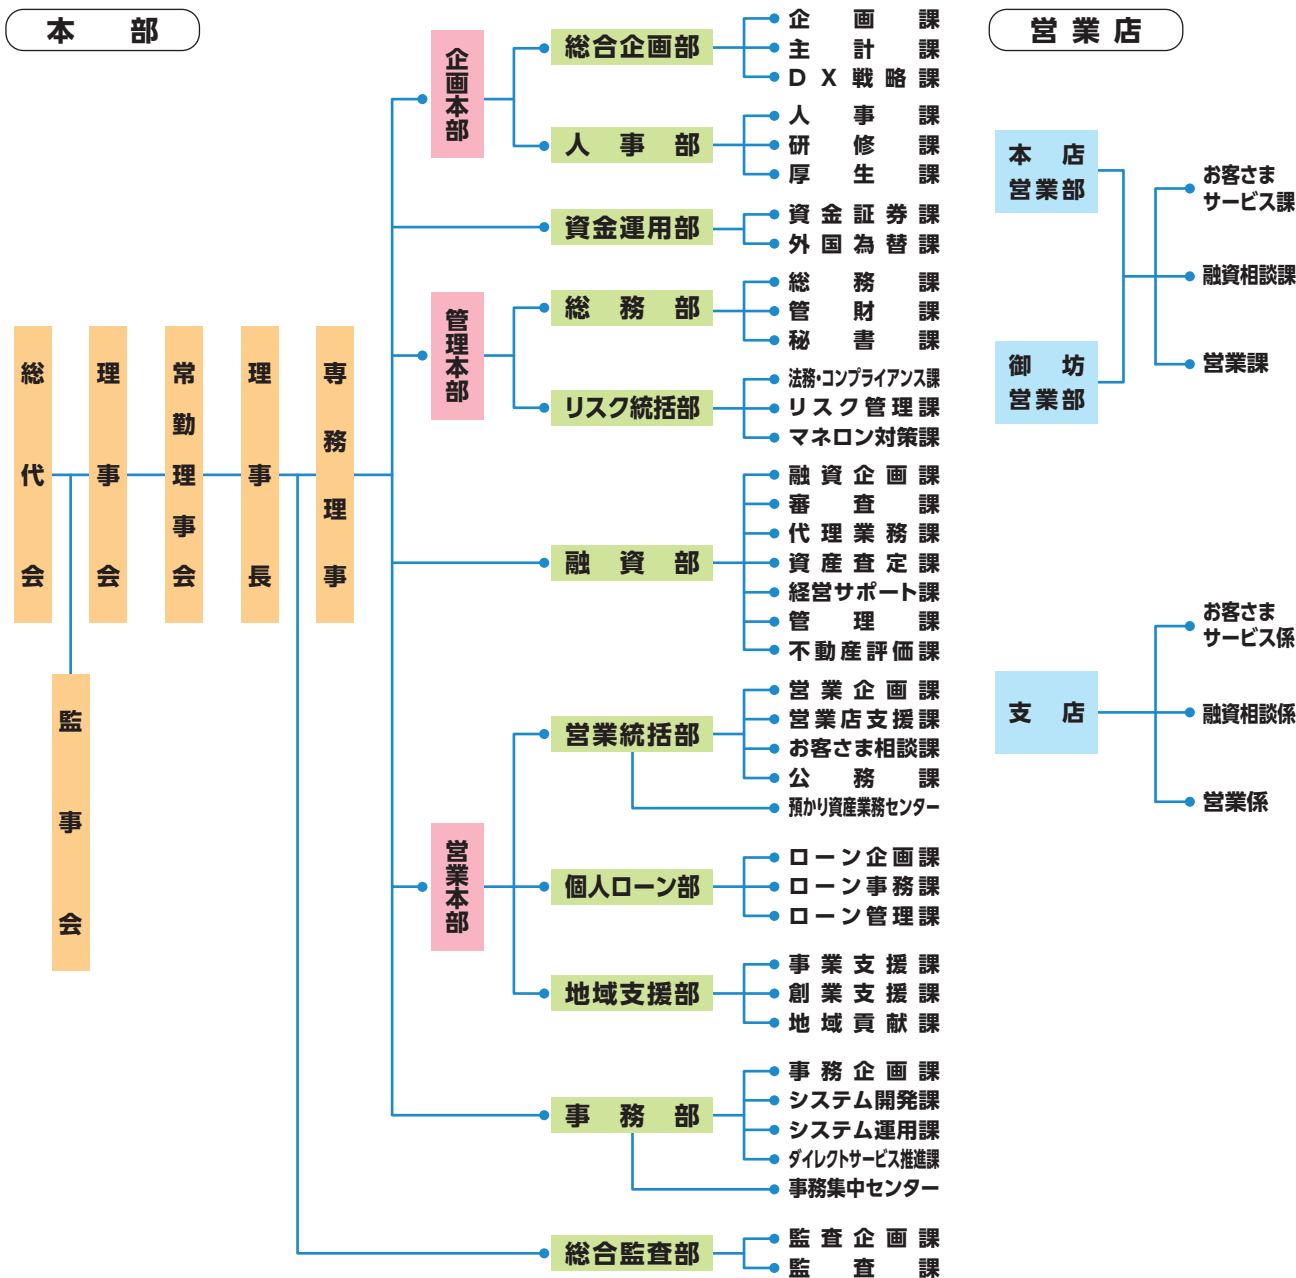 本部
総代会
理事会
常勤理事会
理事長
専務理事
監事会
企画本部
総合企画部
企画課
主計課
DX戦略課
人事部
人事課
研修課
厚生課
資金運用部
資金証券課
外国為替課
管理本部
総務部
総務課
管財課
秘書課
リスク統括部
法務・コンプライアンス課
リスク管理課
マネロン対策課
融資部
融資企画課
審査課
代理業務課
資産査定課
経営サポート課
管理課
不動産評価課
営業本部
営業統括部
営業企画課
営業店支援課
お客さま相談課
公務課
預かり資産業務センター
個人ローン部
ローン企画課
ローン事務課
ローン管理課
地域支援部
事業支援課
創業支援課
地域貢献課
事務部
事務企画課
システム開発課
システム運用課
ダイレクトサービス推進課
事務集中センター
総合監査部
監査企画課
監査課
営業店
本店
営業部
御坊
営業部
お客さま
サービス課
融資相談課
営業課
支店
お客さま
サービス係
融資相談係
営業係